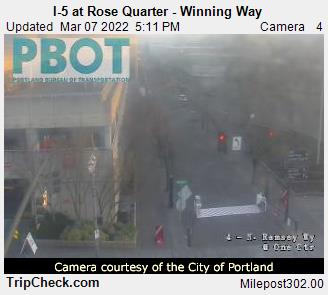 I-5 at Rose Quarter - Winning Way
Updated Mar 07 2022 5:11 PM Camera 4
PBOT
PORTLAND BUREAU OF TRANSPORTATION
4 - N. Ramsey Wy
@ One Ctr
Camera courtesy of the City of Portland
TripCheck.com Milepost302.00